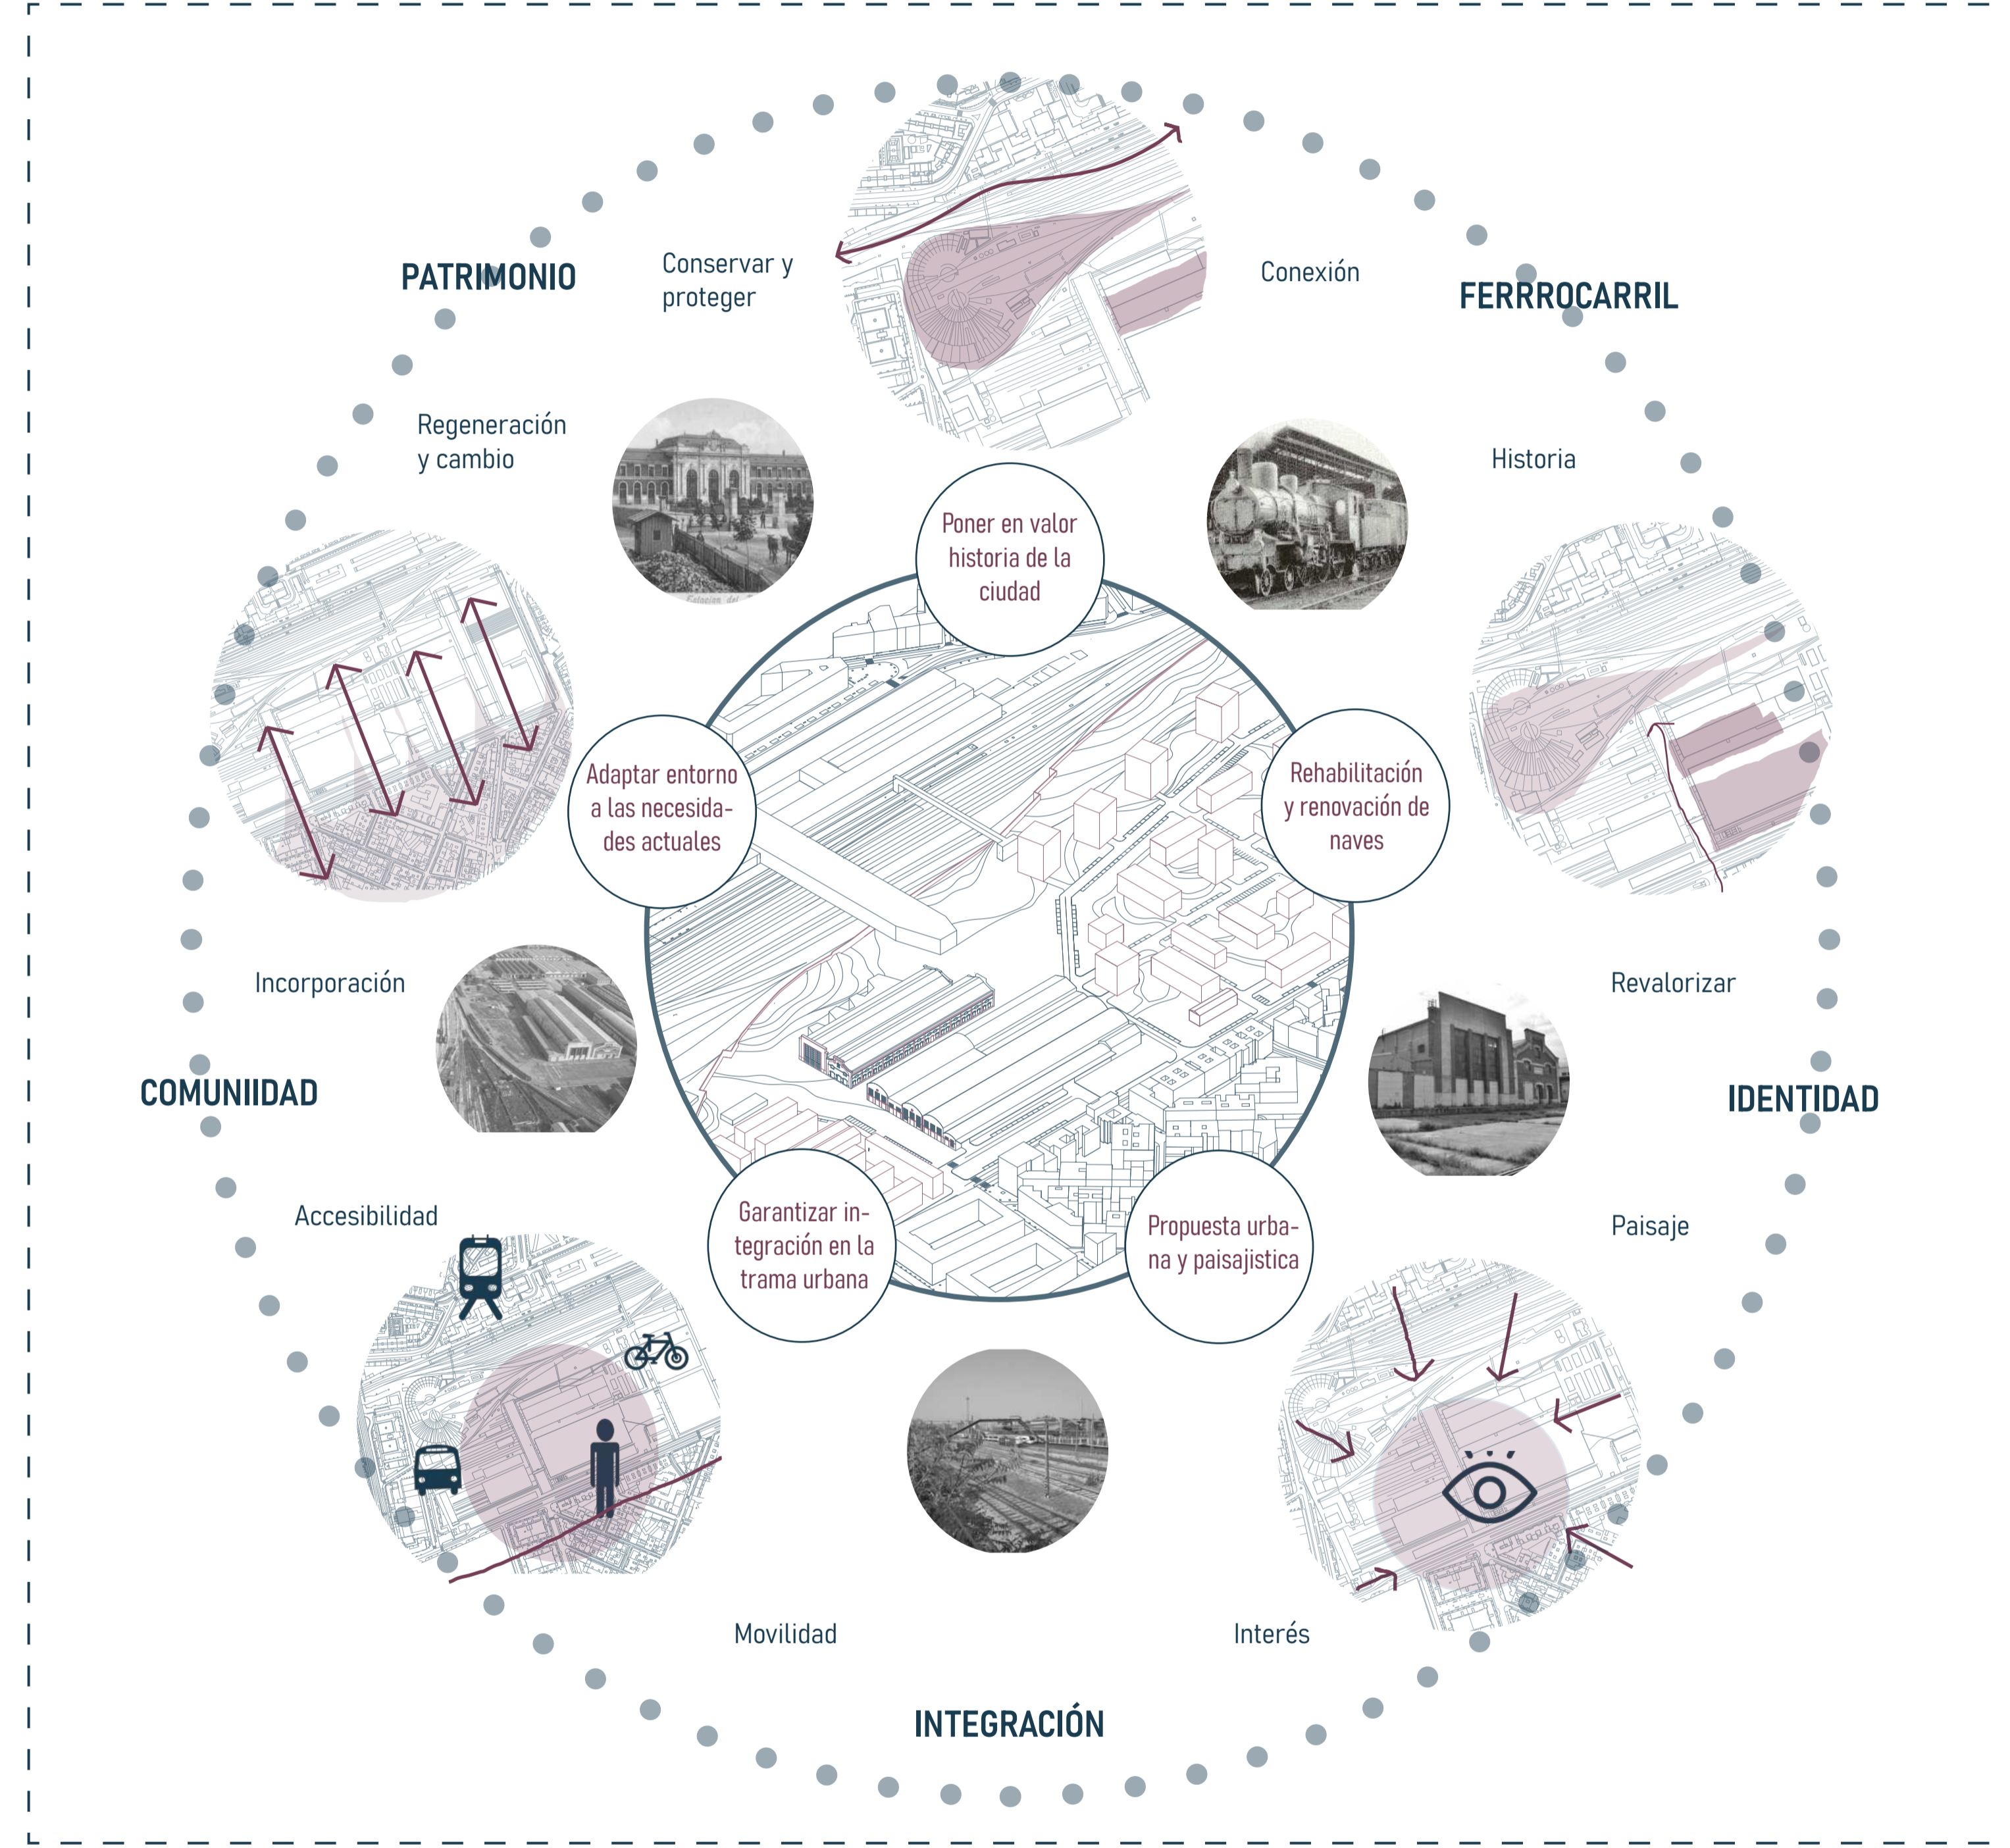 PATRIMONIO
Conservar y
proteger
Conexión
FERRROCARRIL
Regeneración
y cambio
Historia
Estacion del
Poner en valor
historia de la
ciudad
Adaptar entorno
a las necesida-
des actuales
Rehabilitación
y renovación de
naves
Incorporación
Revalorizar
COMUNIIDAD
IDENTIDAD
Accesibilidad
Paisaje
Garantizar in-
tegración en la
trama urbana
Propuesta urba-
na y paisajistica
Movilidad
Interés
INTEGRACIÓN